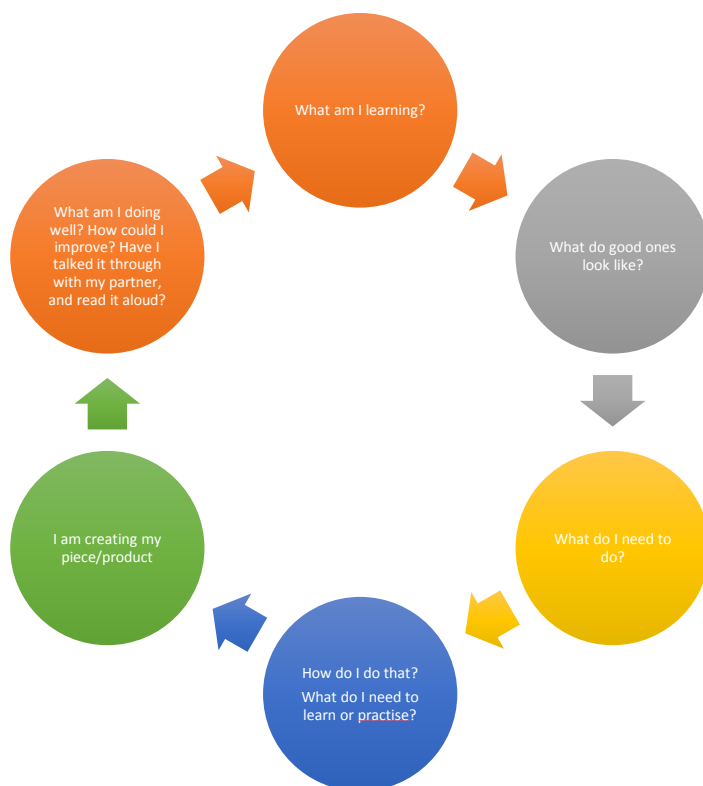 What am I learning?
What do good ones
look like?
What do I need to
do?
How do I do that?
What do I need to
learn or practise?
I am creating my
piece/product
What am I doing
well? How could I
improve? Have I
talked it through
with my partner,
and read it aloud?